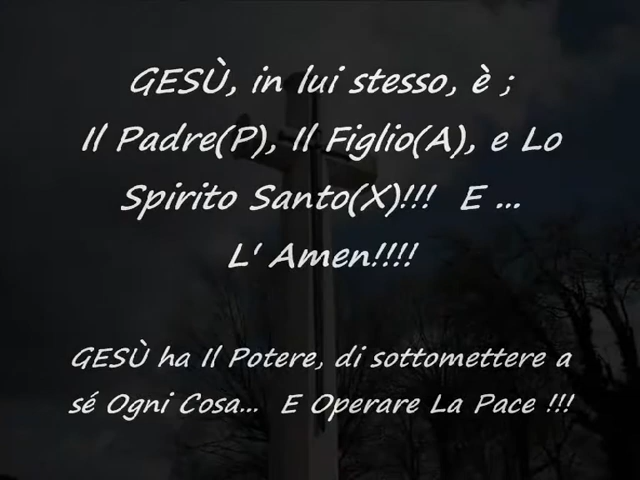 GESÙ, in lui stesso, è ;
Il Padre(P), Il Figlio(A), e Lo
Spirito Santo(X)!!! E ...
L' Amen!!!!
GESÙ ha Il Potere, di sottomettere a
sé Ogni Cosa... E Operare La Pace !!!